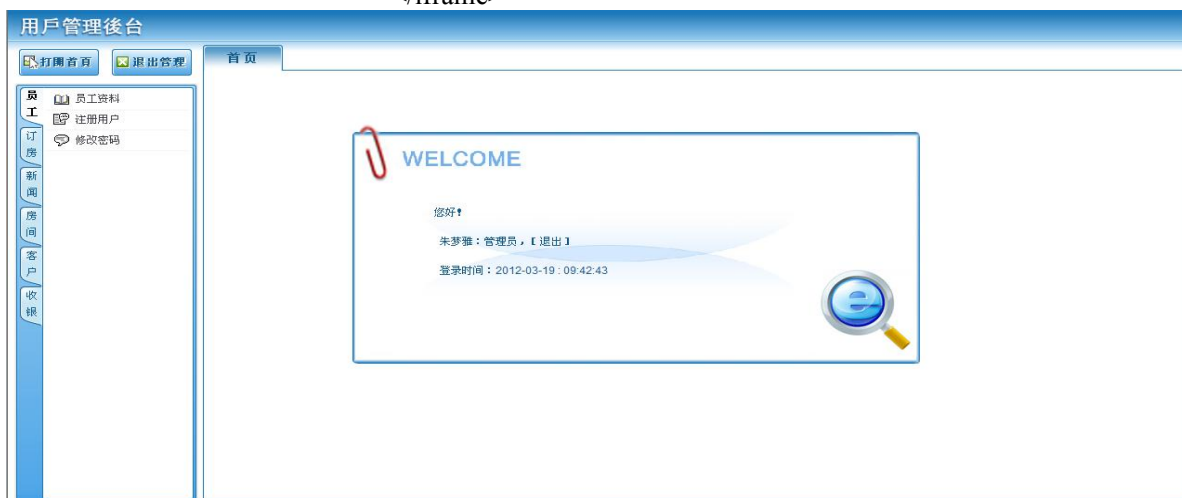 </iframe>
用戶管理後台
打開首頁
退出管理
首页
员工
订房
新闻
房间
客户
收银
员工资料
注册用户
修改密码
WELCOME
您好!
朱梦雅：管理员，【退出】
登录时间：2012-03-19 : 09:42:43